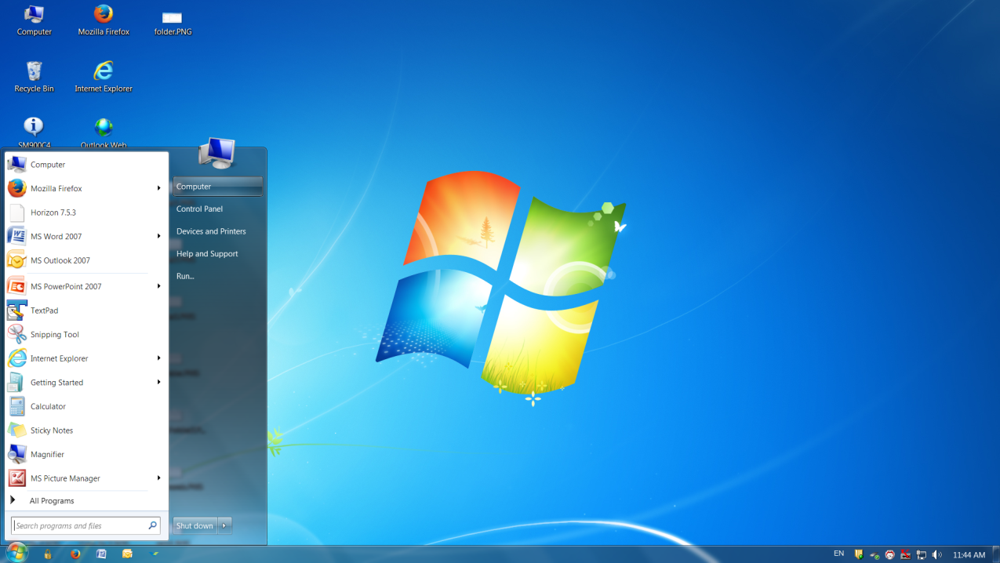 Computer
Mozilla Firefox
folder.PNG
Recycle Bin
Internet Explorer
SM900C4
Outlook Web
Computer
Mozilla Firefox
Horizon 7.5.3
MS Word 2007
MS Outlook 2007
MS PowerPoint 2007
TextPad
Snipping Tool
Internet Explorer
Getting Started
Calculator
Sticky Notes
Magnifier
MS Picture Manager
All Programs
Search programs and files
Computer
Control Panel
Devices and Printers
Help and Support
Run...
Shut down
EN
11:44 AM